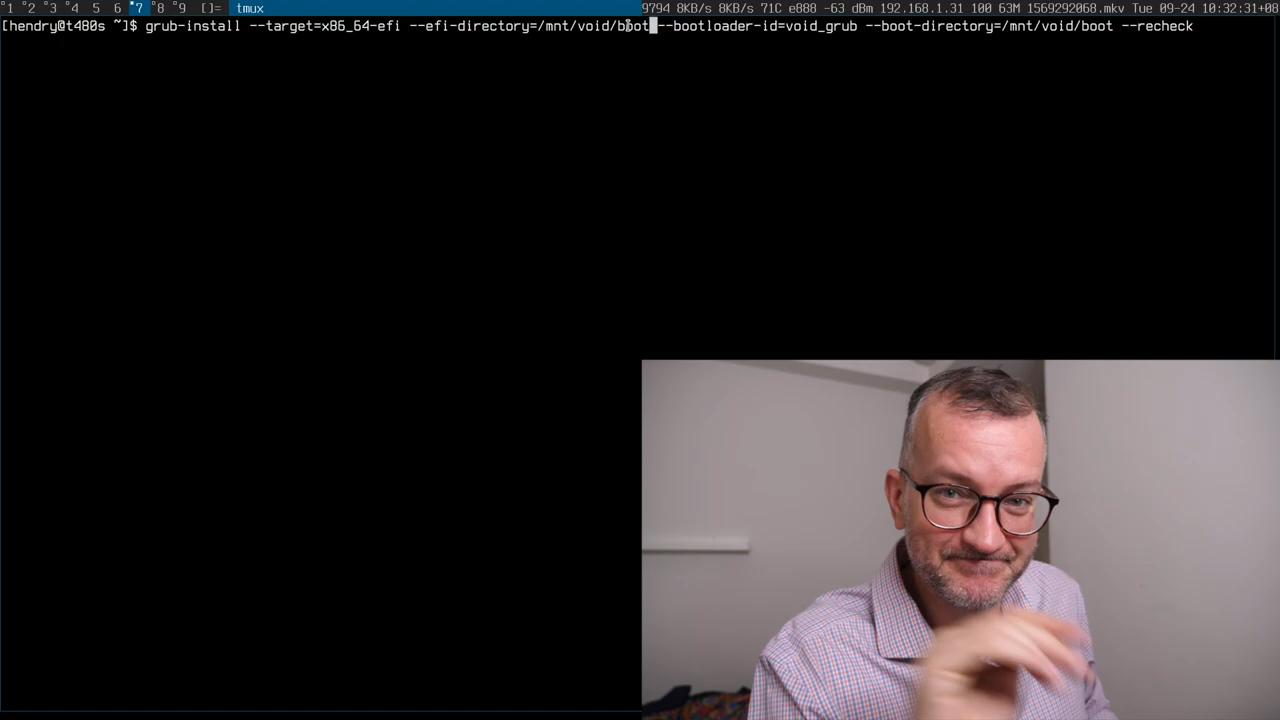 °1 °2 °3 °4 5 6 °7 °8 °9 []= tmux 9794 8KB/s 8KB/s 71C e888 -63 dBm 192.168.1.31 100 63M 1569292068.mkv Tue 09-24 10:32:31+08
[hendry@t480s ~]$ grub-install --target=x86_64-efi --efi-directory=/mnt/void/boot --bootloader-id=void_grub --boot-directory=/mnt/void/boot --recheck